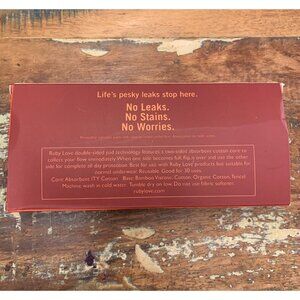 Life's pesky leaks stop here.
No Leaks.
No Stains.
No Worries.
Ruby Love double-sided pad technology features a two-sided absorbent cotton core to
collect your flow immediately. When one side becomes full, flip it over and use the other
side for complete all day protection. Best for use with Ruby Love products but suitable for
normal underwear. Reusable. Good for 30 uses.
Core: Absorbent ITY Cotton Base: Bamboo Viscose, Cotton, Organic Cotton, Tencel
Machine wash in cold water. Tumble dry on low. Do not use fabric softener.
rubylove.com